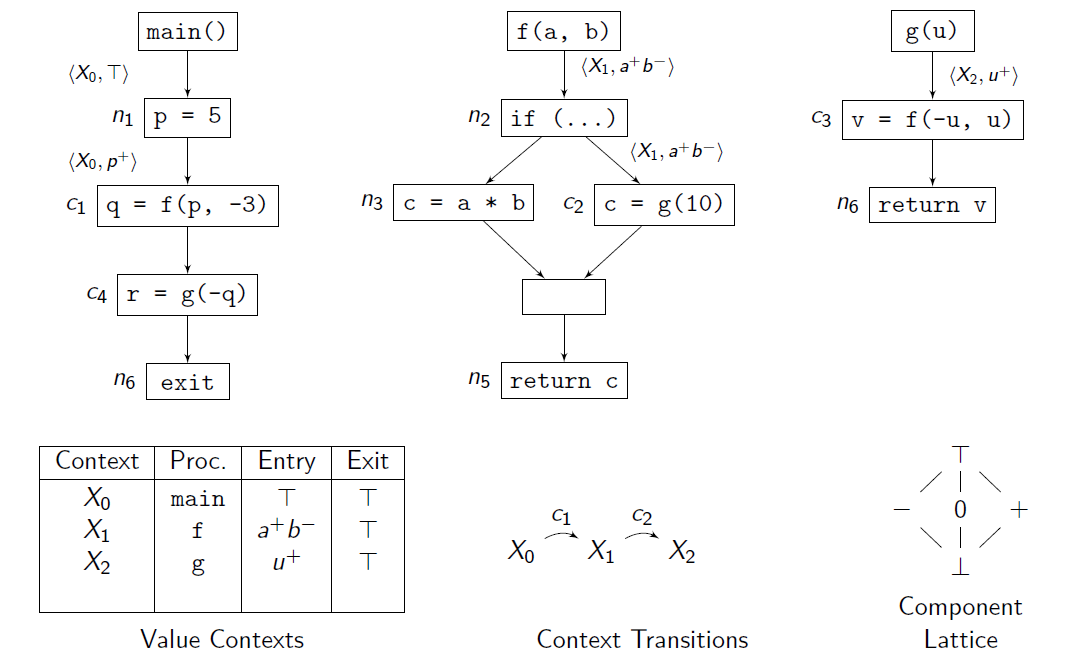 main()
⟨X₀, ⊤⟩
n₁ p = 5
⟨X₀, p⁺⟩
c₁ q = f(p, -3)
c₄ r = g(-q)
n₆ exit
f(a, b)
⟨X₁, a⁺b⁻⟩
n₂ if (...)
⟨X₁, a⁺b⁻⟩
n₃ c = a * b
c₂ c = g(10)
n₅ return c
g(u)
⟨X₂, u⁺⟩
c₃ v = f(-u, u)
n₆ return v
Context Proc. Entry Exit
X₀ main ⊤ ⊤
X₁ f a⁺b⁻ ⊤
X₂ g u⁺ ⊤
Value Contexts
c₁ c₂
X₀ X₁ X₂
Context Transitions
⊤
− 0 +
⊥
Component
Lattice